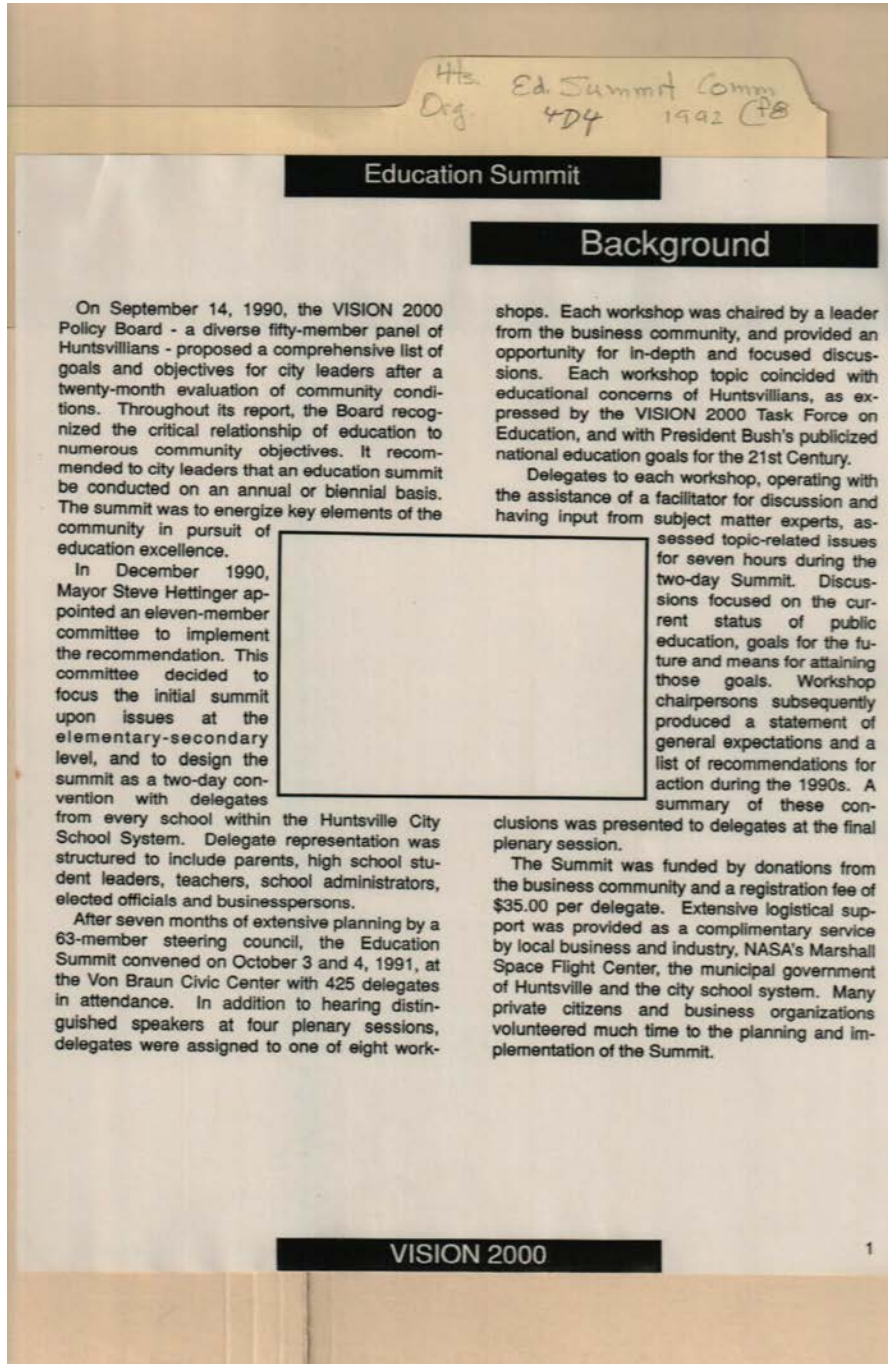 Hts. Ed. Summit Comm
Org. 4D4 1992
Education Summit
Background
On September 14, 1990, the VISION 2000
Policy Board - a diverse fifty-member panel of
Huntsvillians - proposed a comprehensive list of
goals and objectives for city leaders after a
twenty-month evaluation of community condi-
tions. Throughout its report, the Board recog-
nized the critical relationship of education to
numerous community objectives. It recom-
mended to city leaders that an education summit
be conducted on an annual or biennial basis.
The summit was to energize key elements of the
community in pursuit of
education excellence.
In December 1990,
Mayor Steve Hettinger ap-
pointed an eleven-member
committee to implement
the recommendation. This
committee decided to
focus the initial summit
upon issues at the
elementary-secondary
level, and to design the
summit as a two-day con-
vention with delegates
from every school within the Huntsville City
School System. Delegate representation was
structured to include parents, high school stu-
dent leaders, teachers, school administrators,
elected officials and businesspersons.
After seven months of extensive planning by a
63-member steering council, the Education
Summit convened on October 3 and 4, 1991, at
the Von Braun Civic Center with 425 delegates
in attendance. In addition to hearing distin-
guished speakers at four plenary sessions,
delegates were assigned to one of eight work-
shops. Each workshop was chaired by a leader
from the business community, and provided an
opportunity for in-depth and focused discus-
sions. Each workshop topic coincided with
educational concerns of Huntsvillians, as ex-
pressed by the VISION 2000 Task Force on
Education, and with President Bush's publicized
national education goals for the 21st Century.
Delegates to each workshop, operating with
the assistance of a facilitator for discussion and
having input from subject matter experts, as-
sessed topic-related issues
for seven hours during the
two-day Summit. Discus-
sions focused on the cur-
rent status of public
education, goals for the fu-
ture and means for attaining
those goals. Workshop
chairpersons subsequently
produced a statement of
general expectations and a
list of recommendations for
action during the 1990s. A
summary of these con-
clusions was presented to delegates at the final
plenary session.
The Summit was funded by donations from
the business community and a registration fee of
$35.00 per delegate. Extensive logistical sup-
port was provided as a complimentary service
by local business and industry, NASA's Marshall
Space Flight Center, the municipal government
of Huntsville and the city school system. Many
private citizens and business organizations
volunteered much time to the planning and im-
plementation of the Summit.
VISION 2000
1